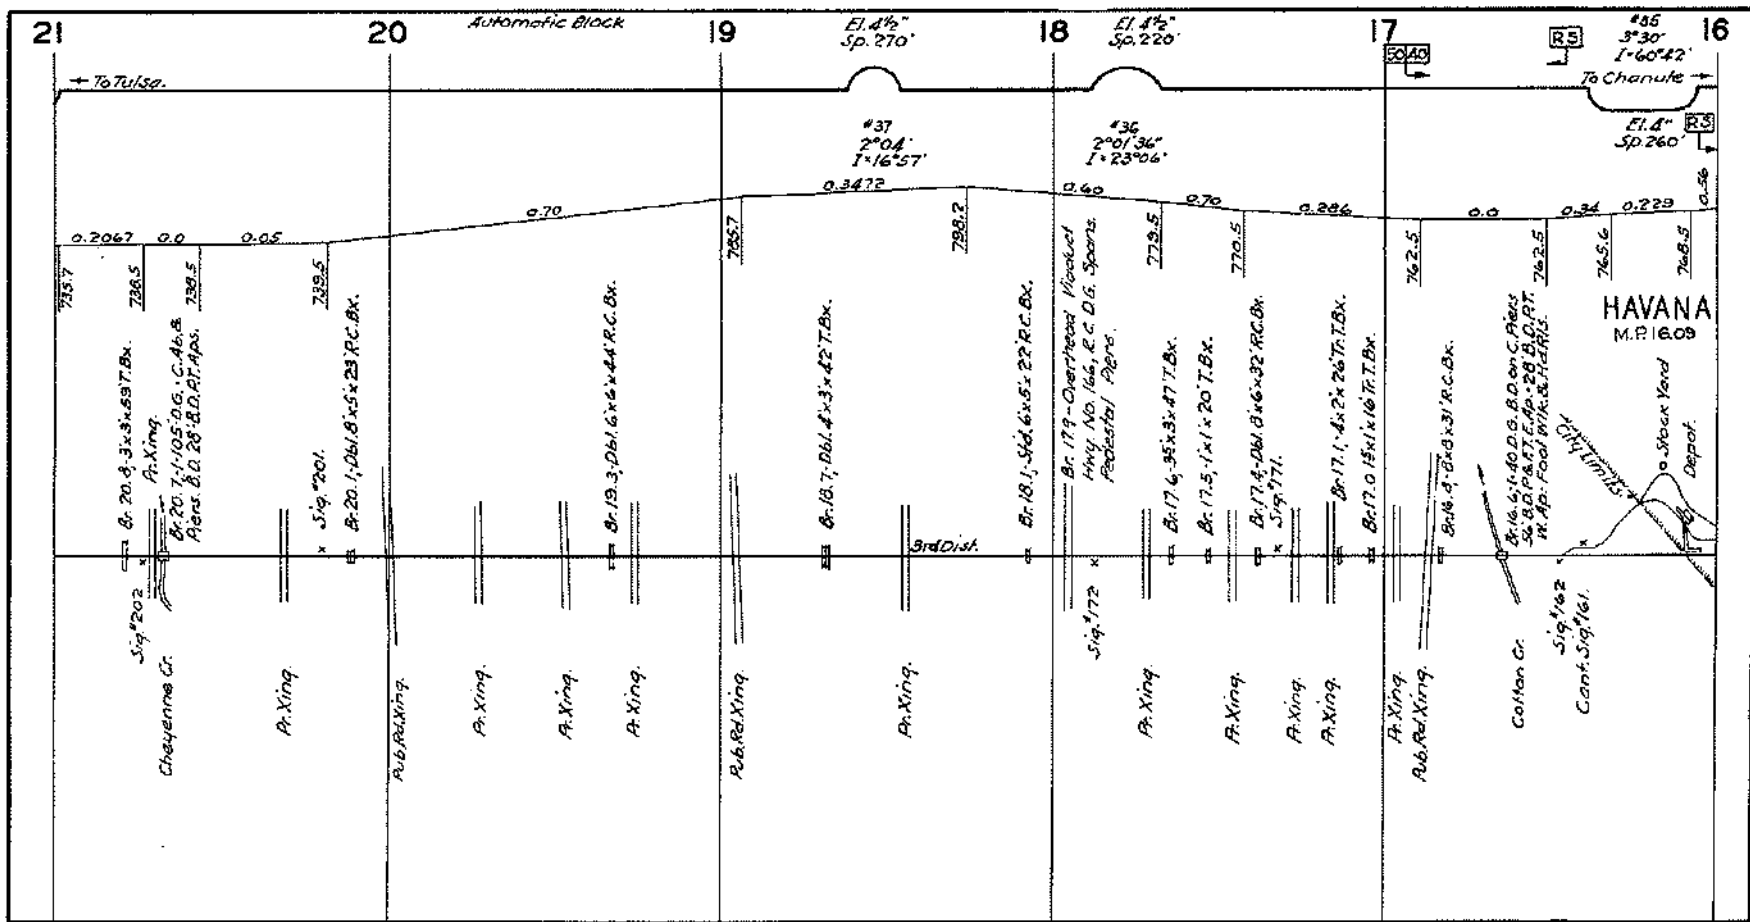 21
20
Automatic Block
19
El. 4½"
Sp. 270'
18
El. 4½"
Sp. 220'
17
50 40
RS
#35
3°30'
I=60°42'
16
← To Tulsa.
To Chanute →
#37
2°04'
I=16°57'
#36
2°01'36"
I=23°06'
El. 4"
Sp. 260'
RS
0.2067
0.0
0.05
0.70
0.3472
0.60
0.70
0.286
0.0
0.34
0.229
0.56
735.7
738.5
738.5
739.5
785.7
798.2
779.5
770.5
762.5
762.5
765.6
768.5
HAVANA
M.P. 16.09
Br. 20.8,-3'x3'x59' T. Bx.
Pr. Xing.
Br. 20.7,-1-105' D.G. - C. Ab. &
Piers. B.D. 28' B.D.P.T. Aps.
Sig. #201.
Br. 20.1,-Dbl. 8'x5'x23' R.C. Bx.
Br. 19.3,-Dbl. 6'x6'x44' R.C. Bx.
Br. 18.7,-Dbl. 4'x3'x42' T. Bx.
3rd Dist.
Br. 18.1,-Std. 6'x5'x22' R.C. Bx.
Br. 17.9 - Overhead Viaduct
Hwy. No. 166, R.C. D.G. Spans.
Pedestal Piers.
Br. 17.6,-3.5'x3'x47' T. Bx.
Br. 17.5,-1'x1'x20' T. Bx.
Br. 17.4,-Dbl. 8'x6'x32' R.C. Bx.
Sig. #171.
Br. 17.1,-4'x2'x26' Tr. T. Bx.
Br. 17.0 1.5'x1'x16' Tr. T. Bx.
Br. 16.8,-8'x8'x31' R.C. Bx.
Br. 16.6,-1-40' D.G. B.D. on C. Piers
56' B.D.P. & F.T. E. Ap. - 28' B.D. P.T.
W. Ap. - Foot Wlk. & Hd. Rls.
City Limits
Stock Yard
Depot.
Sig. #202
Cheyenne Cr.
Pr. Xing.
Pub. Rd. Xing.
Pr. Xing.
Pr. Xing.
Pr. Xing.
Pub. Rd. Xing.
Pr. Xing.
Sig. #172
Pr. Xing.
Pr. Xing.
Pr. Xing.
Pr. Xing.
Pr. Xing.
Pub. Rd. Xing.
Cotton Cr.
Sig. #162
Cant. Sig. #161.